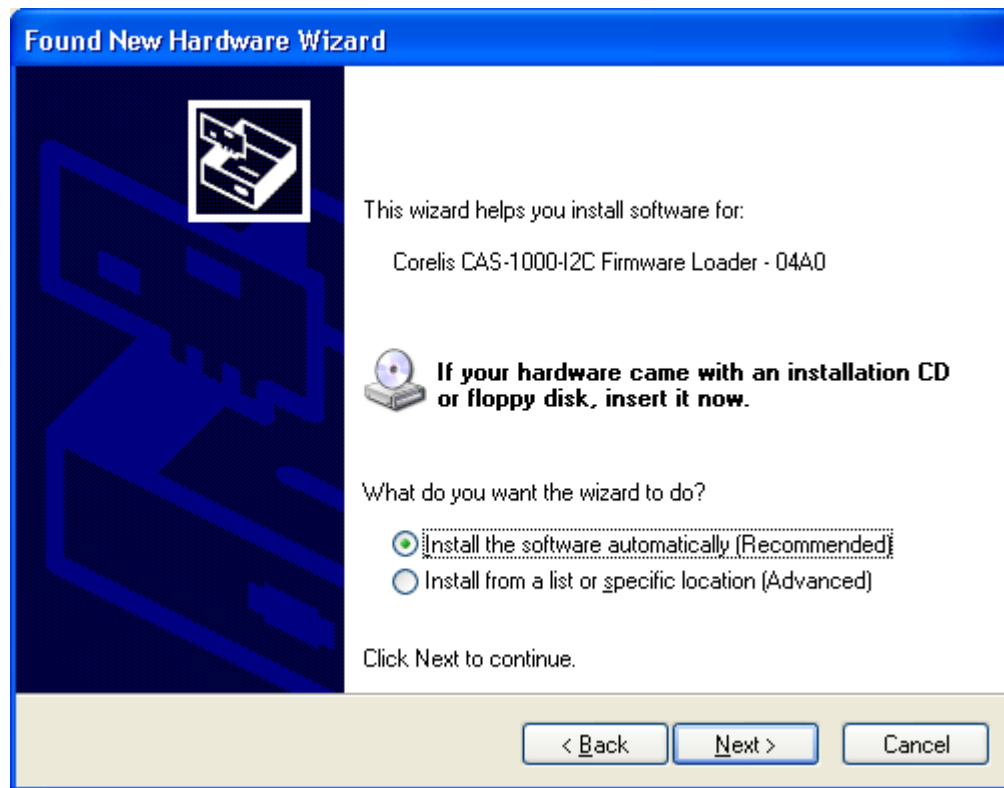 Found New Hardware Wizard
This wizard helps you install software for:
Corelis CAS-1000-I2C Firmware Loader - 04A0
If your hardware came with an installation CD
or floppy disk, insert it now.
What do you want the wizard to do?
Install the software automatically (Recommended)
Install from a list or specific location (Advanced)
Click Next to continue.
< Back
Next >
Cancel